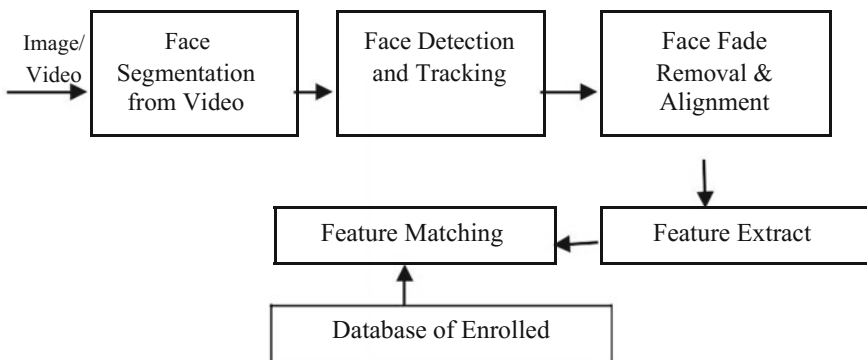 Image/
Video
Face
Segmentation
from Video
Face Detection
and Tracking
Face Fade
Removal &
Alignment
Feature Matching
Feature Extract
Database of Enrolled